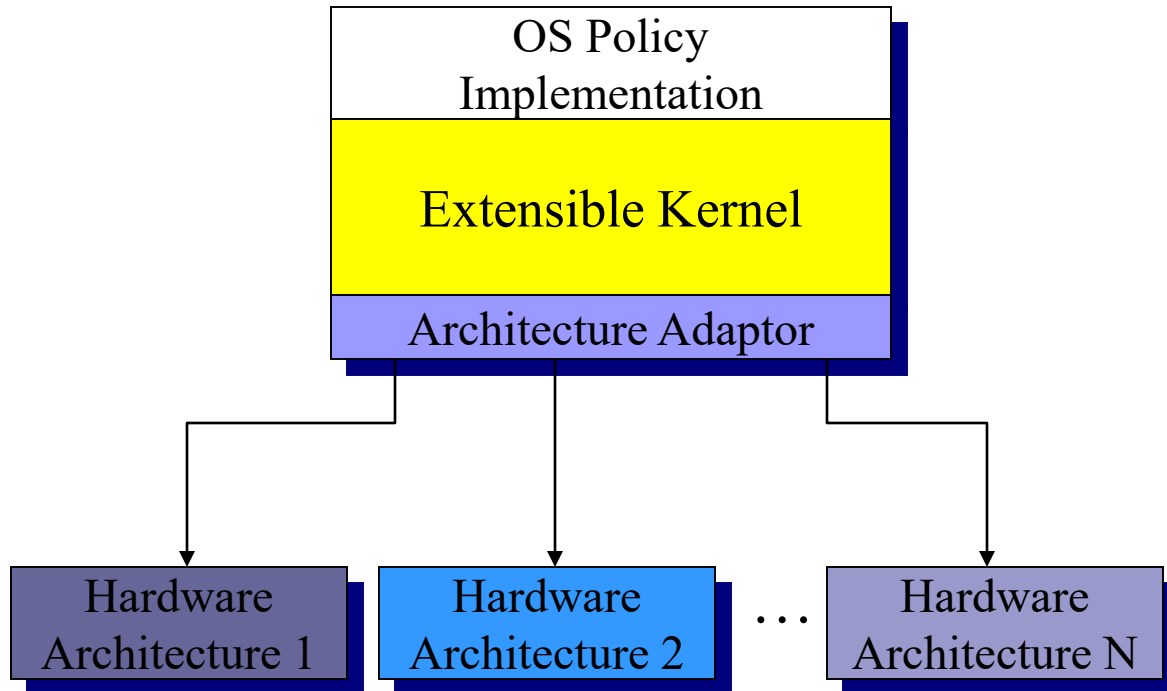 OS Policy
Implementation
Extensible Kernel
Architecture Adaptor
Hardware
Architecture 1
Hardware
Architecture 2
...
Hardware
Architecture N